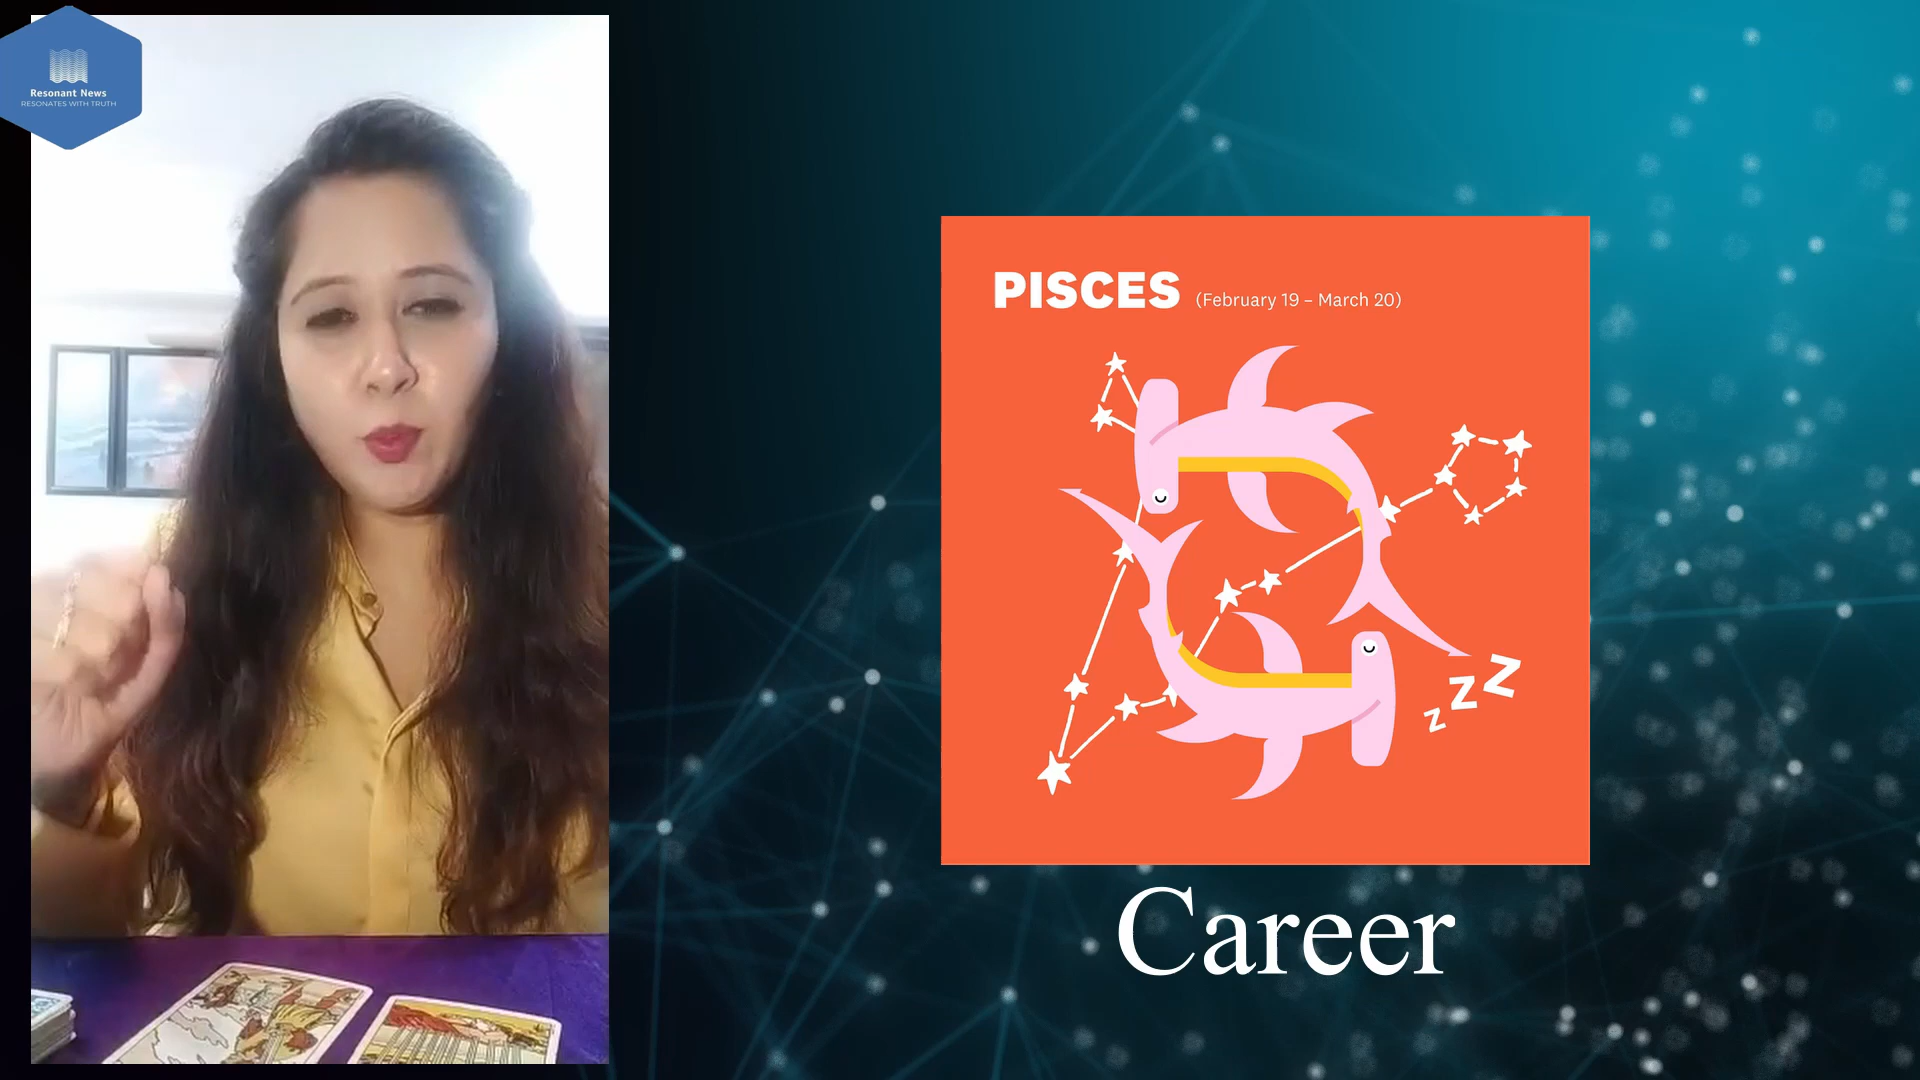 Resonant News
RESONATES WITH TRUTH
PISCES (February 19 – March 20)
z z z
Career